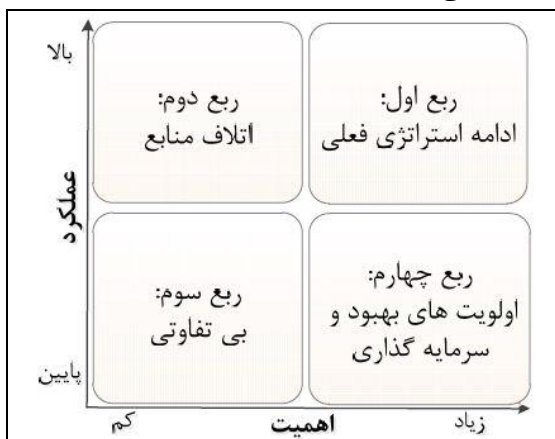 بالا
ربع اول:
ادامه استراتژی فعلی
ربع دوم:
اتلاف منابع
عملکرد
ربع چهارم:
اولویت های بهبود و
سرمایه گذاری
ربع سوم:
بی تفاوتی
پایین
زیاد
اهمیت
کم